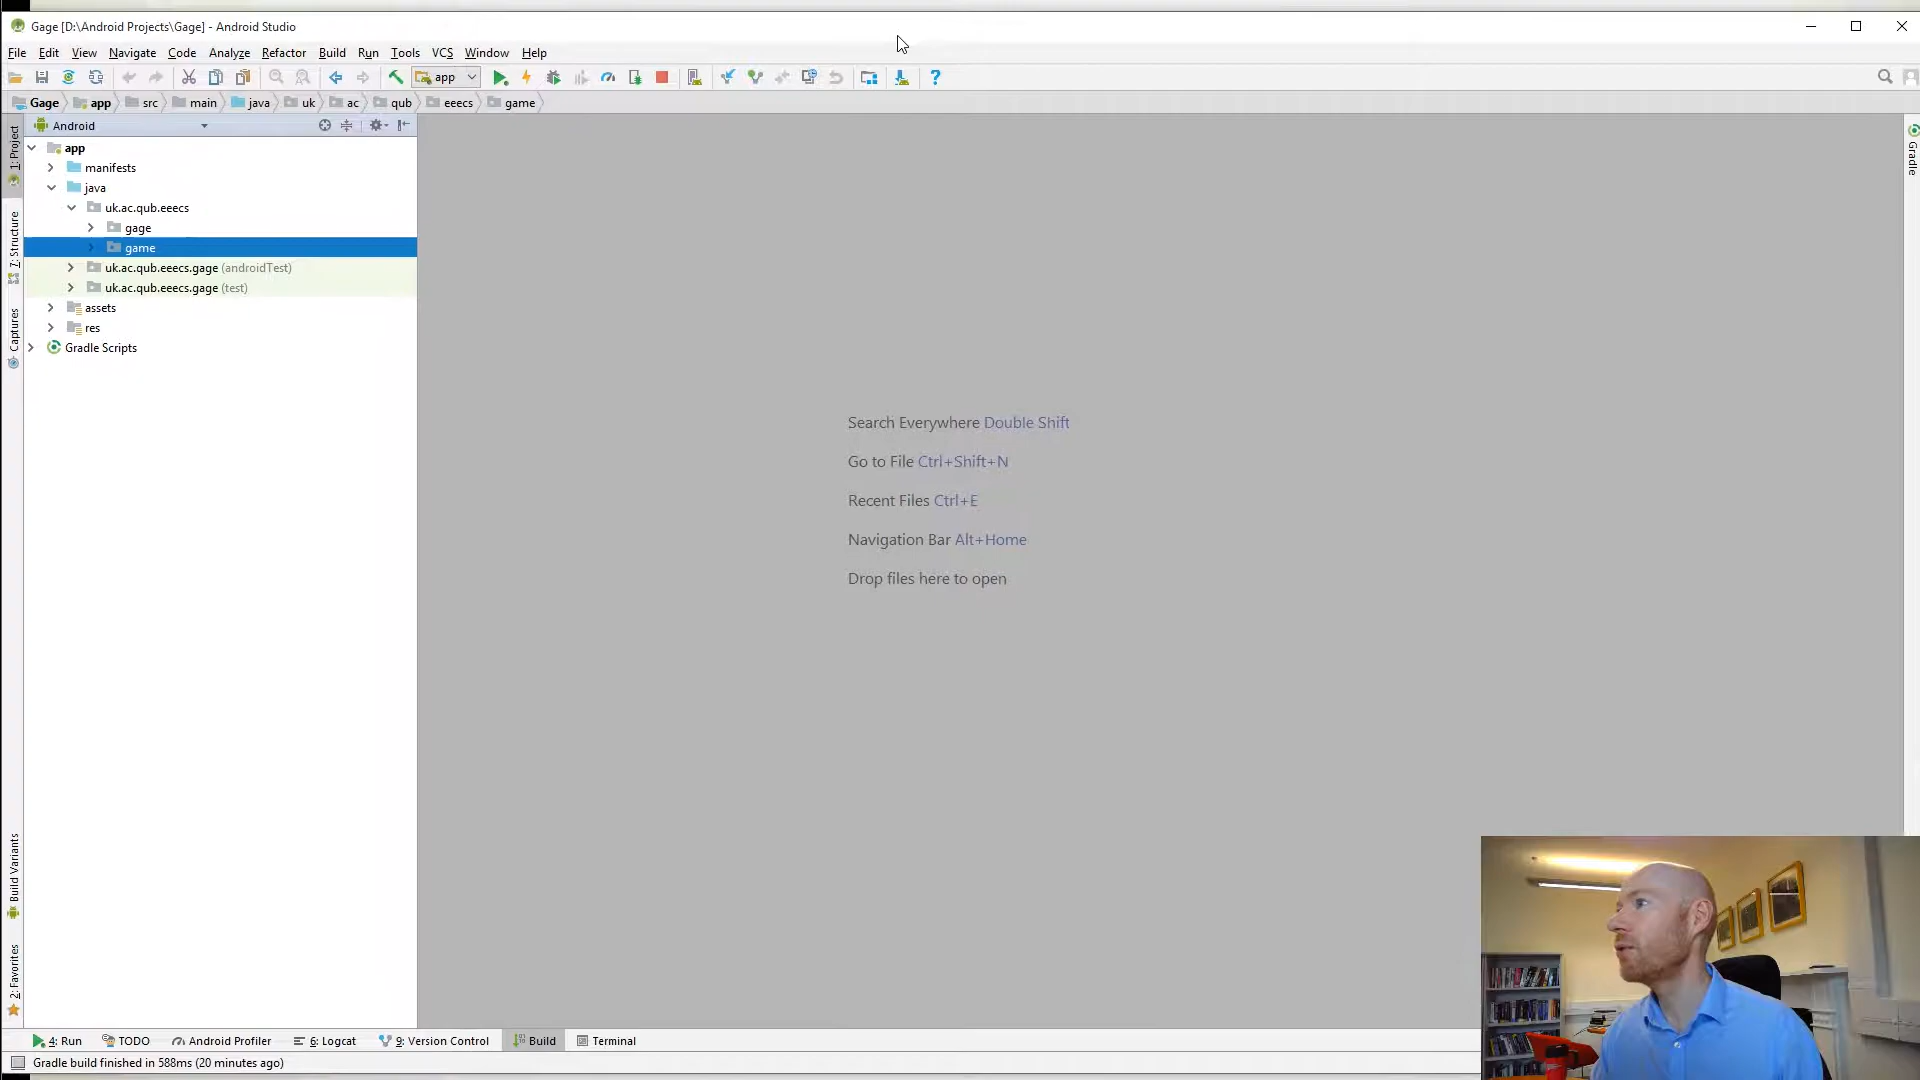 Gage [D:\Android Projects\Gage] - Android Studio
File Edit View Navigate Code Analyze Refactor Build Run Tools VCS Window Help
app
Gage app src main java uk ac qub eeecs game
Android
1: Project
app
manifests
java
uk.ac.qub.eeecs
gage
game
uk.ac.qub.eeecs.gage (androidTest)
uk.ac.qub.eeecs.gage (test)
assets
res
Gradle Scripts
7: Structure
Captures
Build Variants
2: Favorites
Gradle
Search Everywhere Double Shift
Go to File Ctrl+Shift+N
Recent Files Ctrl+E
Navigation Bar Alt+Home
Drop files here to open
4: Run TODO Android Profiler 6: Logcat 9: Version Control Build Terminal
Gradle build finished in 588ms (20 minutes ago)